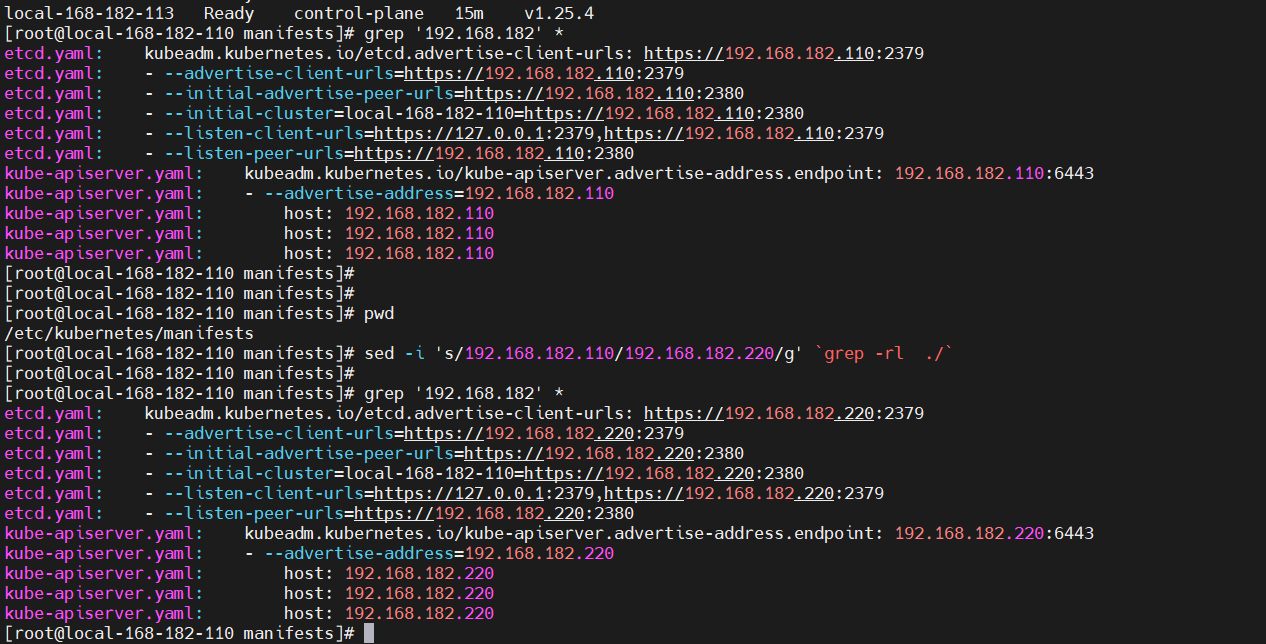 local-168-182-113   Ready    control-plane   15m    v1.25.4
[root@local-168-182-110 manifests]# grep '192.168.182' *
etcd.yaml:    kubeadm.kubernetes.io/etcd.advertise-client-urls: https://192.168.182.110:2379
etcd.yaml:    - --advertise-client-urls=https://192.168.182.110:2379
etcd.yaml:    - --initial-advertise-peer-urls=https://192.168.182.110:2380
etcd.yaml:    - --initial-cluster=local-168-182-110=https://192.168.182.110:2380
etcd.yaml:    - --listen-client-urls=https://127.0.0.1:2379,https://192.168.182.110:2379
etcd.yaml:    - --listen-peer-urls=https://192.168.182.110:2380
kube-apiserver.yaml:    kubeadm.kubernetes.io/kube-apiserver.advertise-address.endpoint: 192.168.182.110:6443
kube-apiserver.yaml:    - --advertise-address=192.168.182.110
kube-apiserver.yaml:        host: 192.168.182.110
kube-apiserver.yaml:        host: 192.168.182.110
kube-apiserver.yaml:        host: 192.168.182.110
[root@local-168-182-110 manifests]#
[root@local-168-182-110 manifests]#
[root@local-168-182-110 manifests]# pwd
/etc/kubernetes/manifests
[root@local-168-182-110 manifests]# sed -i 's/192.168.182.110/192.168.182.220/g' `grep -rl  ./`
[root@local-168-182-110 manifests]#
[root@local-168-182-110 manifests]# grep '192.168.182' *
etcd.yaml:    kubeadm.kubernetes.io/etcd.advertise-client-urls: https://192.168.182.220:2379
etcd.yaml:    - --advertise-client-urls=https://192.168.182.220:2379
etcd.yaml:    - --initial-advertise-peer-urls=https://192.168.182.220:2380
etcd.yaml:    - --initial-cluster=local-168-182-110=https://192.168.182.220:2380
etcd.yaml:    - --listen-client-urls=https://127.0.0.1:2379,https://192.168.182.220:2379
etcd.yaml:    - --listen-peer-urls=https://192.168.182.220:2380
kube-apiserver.yaml:    kubeadm.kubernetes.io/kube-apiserver.advertise-address.endpoint: 192.168.182.220:6443
kube-apiserver.yaml:    - --advertise-address=192.168.182.220
kube-apiserver.yaml:        host: 192.168.182.220
kube-apiserver.yaml:        host: 192.168.182.220
kube-apiserver.yaml:        host: 192.168.182.220
[root@local-168-182-110 manifests]#